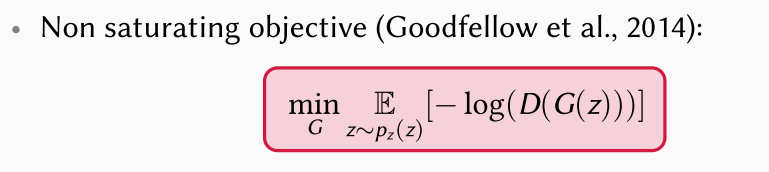 • Non saturating objective (Goodfellow et al., 2014):
min_G 𝔼_{z∼p_z(z)} [− log(D(G(z)))]